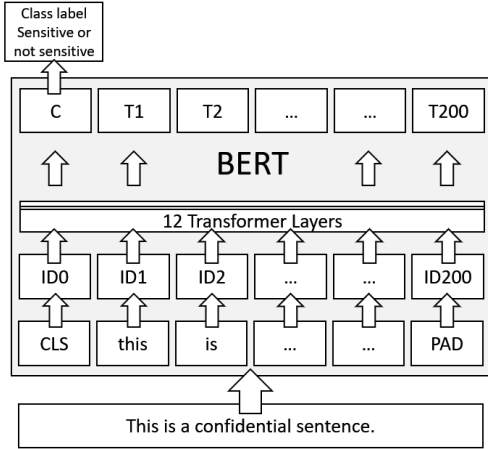 Class label
Sensitive or
not sensitive
C T1 T2 ... ... T200
BERT
12 Transformer Layers
ID0 ID1 ID2 ... ... ID200
CLS this is ... ... PAD
This is a confidential sentence.